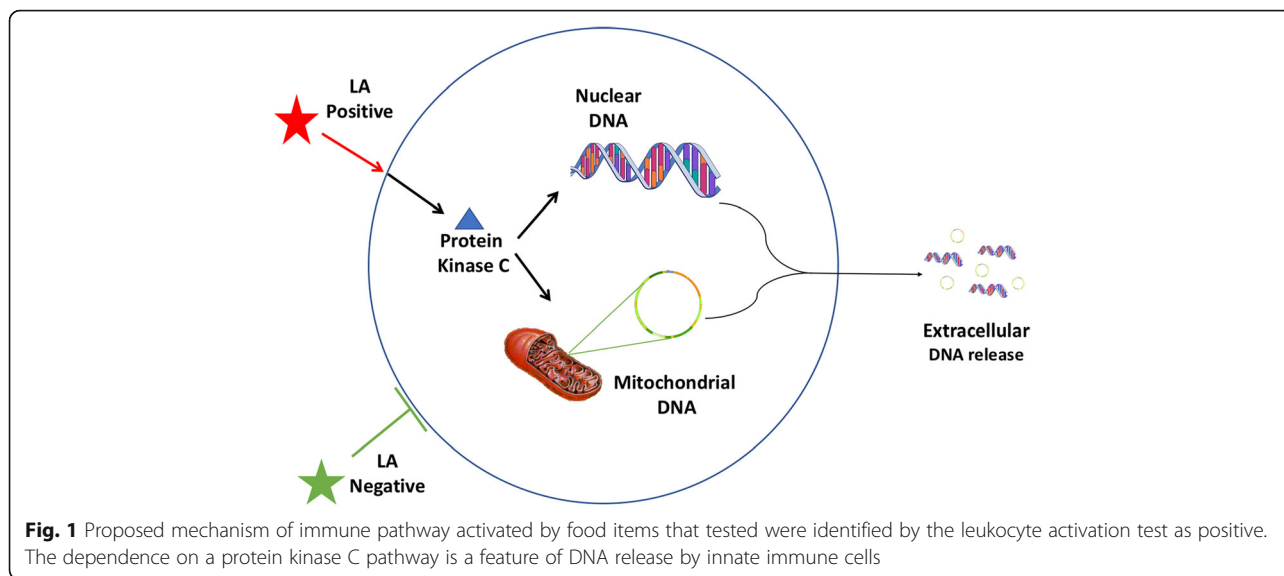 LA
Positive
Nuclear
DNA
Protein
Kinase C
Extracellular
DNA release
Mitochondrial
DNA
LA
Negative
Fig. 1 Proposed mechanism of immune pathway activated by food items that tested were identified by the leukocyte activation test as positive.
The dependence on a protein kinase C pathway is a feature of DNA release by innate immune cells